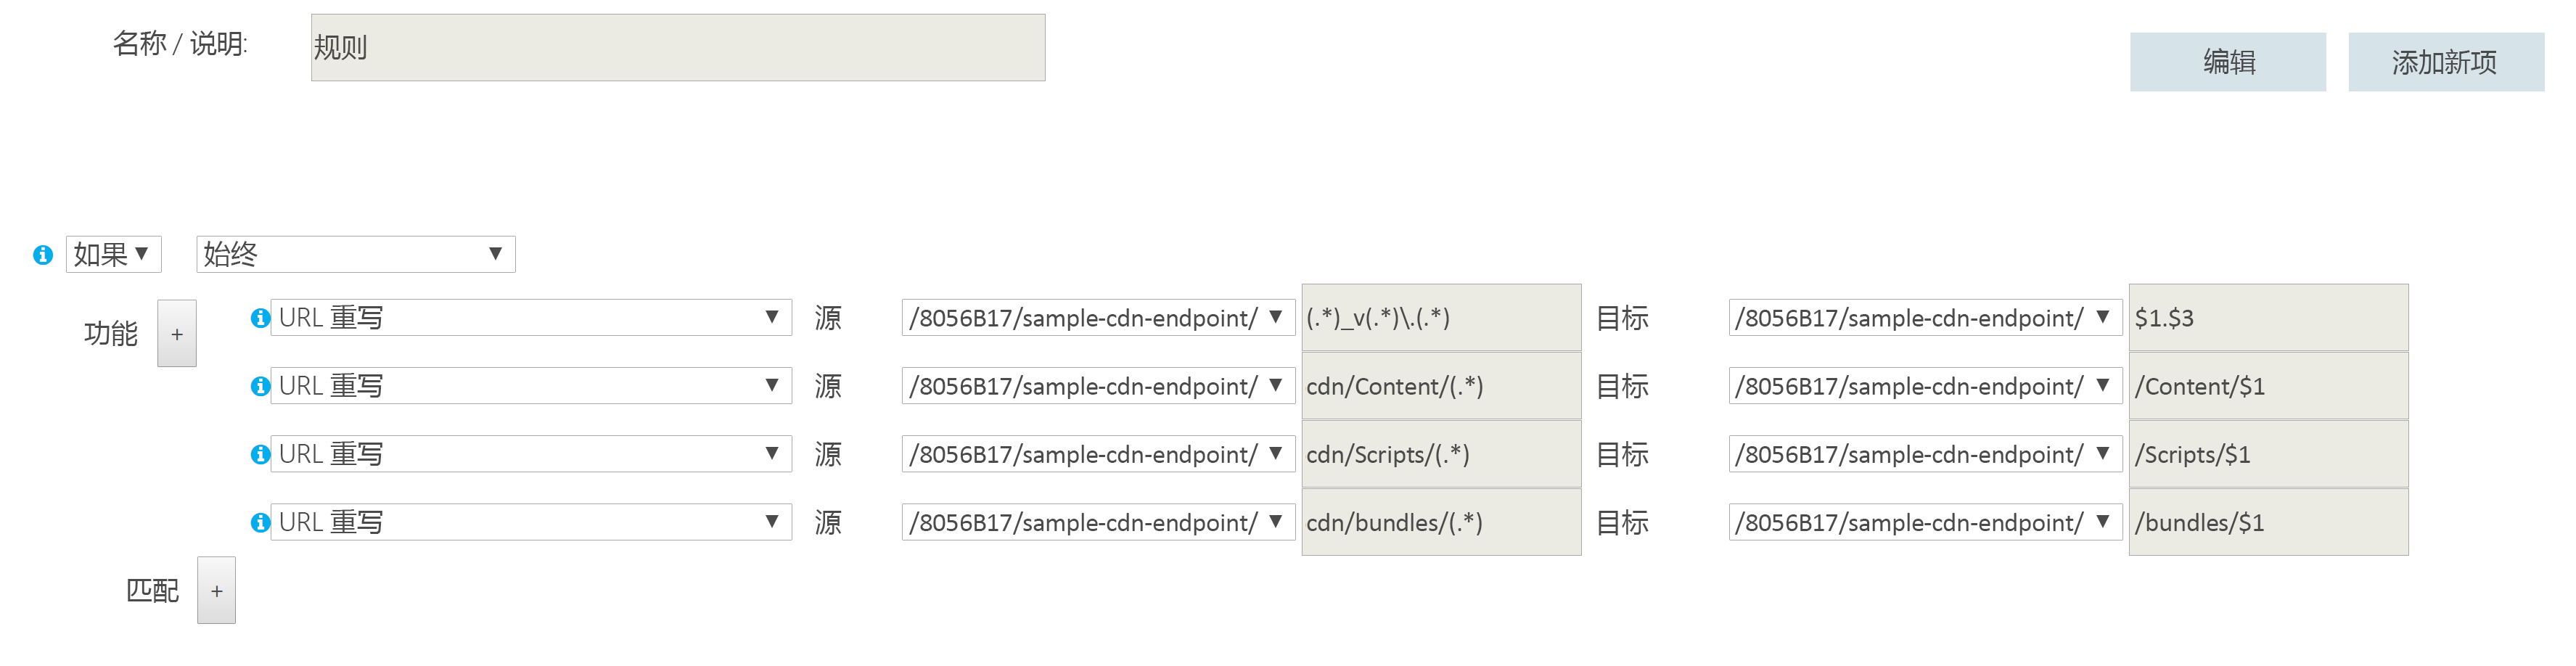 名称 / 说明: 规则 编辑 添加新项
如果 始终
功能 + URL 重写 源 /8056B17/sample-cdn-endpoint/ (.*)_v(.*)\.(.*) 目标 /8056B17/sample-cdn-endpoint/ $1.$3
URL 重写 源 /8056B17/sample-cdn-endpoint/ cdn/Content/(.*) 目标 /8056B17/sample-cdn-endpoint/ /Content/$1
URL 重写 源 /8056B17/sample-cdn-endpoint/ cdn/Scripts/(.*) 目标 /8056B17/sample-cdn-endpoint/ /Scripts/$1
URL 重写 源 /8056B17/sample-cdn-endpoint/ cdn/bundles/(.*) 目标 /8056B17/sample-cdn-endpoint/ /bundles/$1
匹配 +